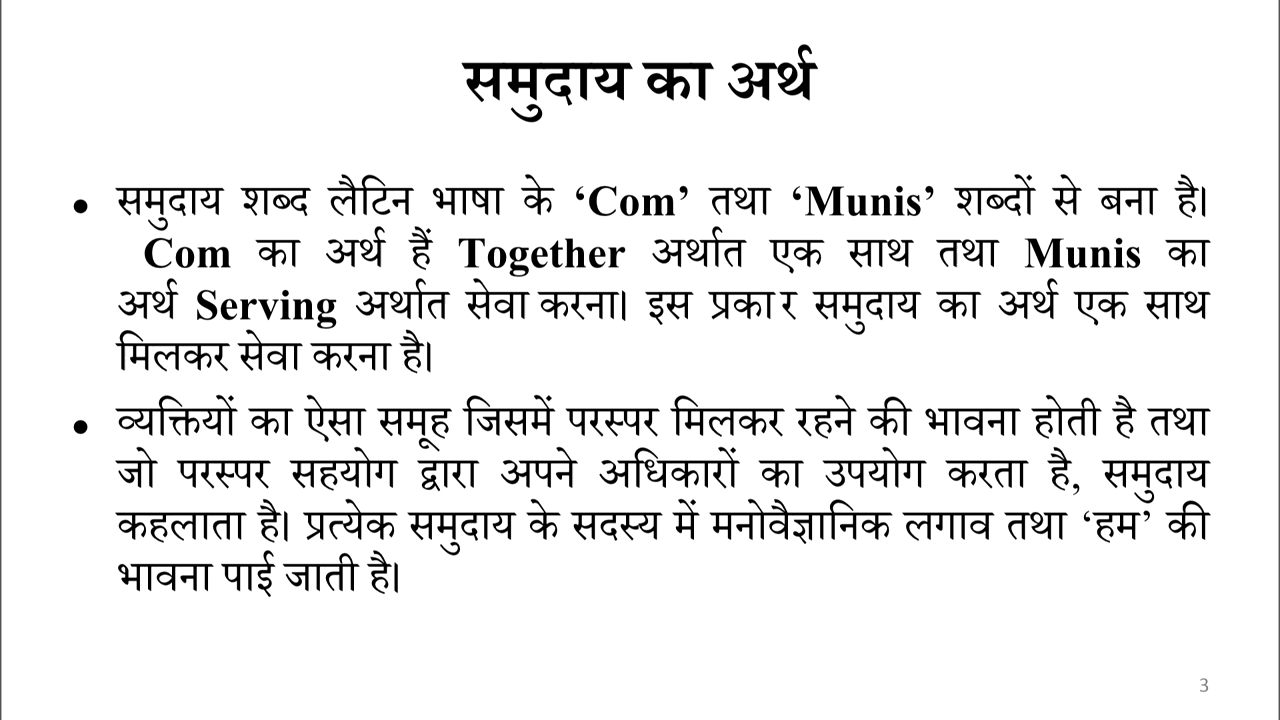 समुदाय का अर्थ
• समुदाय शब्द लैटिन भाषा के ‘Com’ तथा ‘Munis’ शब्दों से बना है।
Com का अर्थ हैं Together अर्थात एक साथ तथा Munis का
अर्थ Serving अर्थात सेवा करना। इस प्रकार समुदाय का अर्थ एक साथ
मिलकर सेवा करना है।
• व्यक्तियों का ऐसा समूह जिसमें परस्पर मिलकर रहने की भावना होती है तथा
जो परस्पर सहयोग द्वारा अपने अधिकारों का उपयोग करता है, समुदाय
कहलाता है। प्रत्येक समुदाय के सदस्य में मनोवैज्ञानिक लगाव तथा ‘हम’ की
भावना पाई जाती है।
3